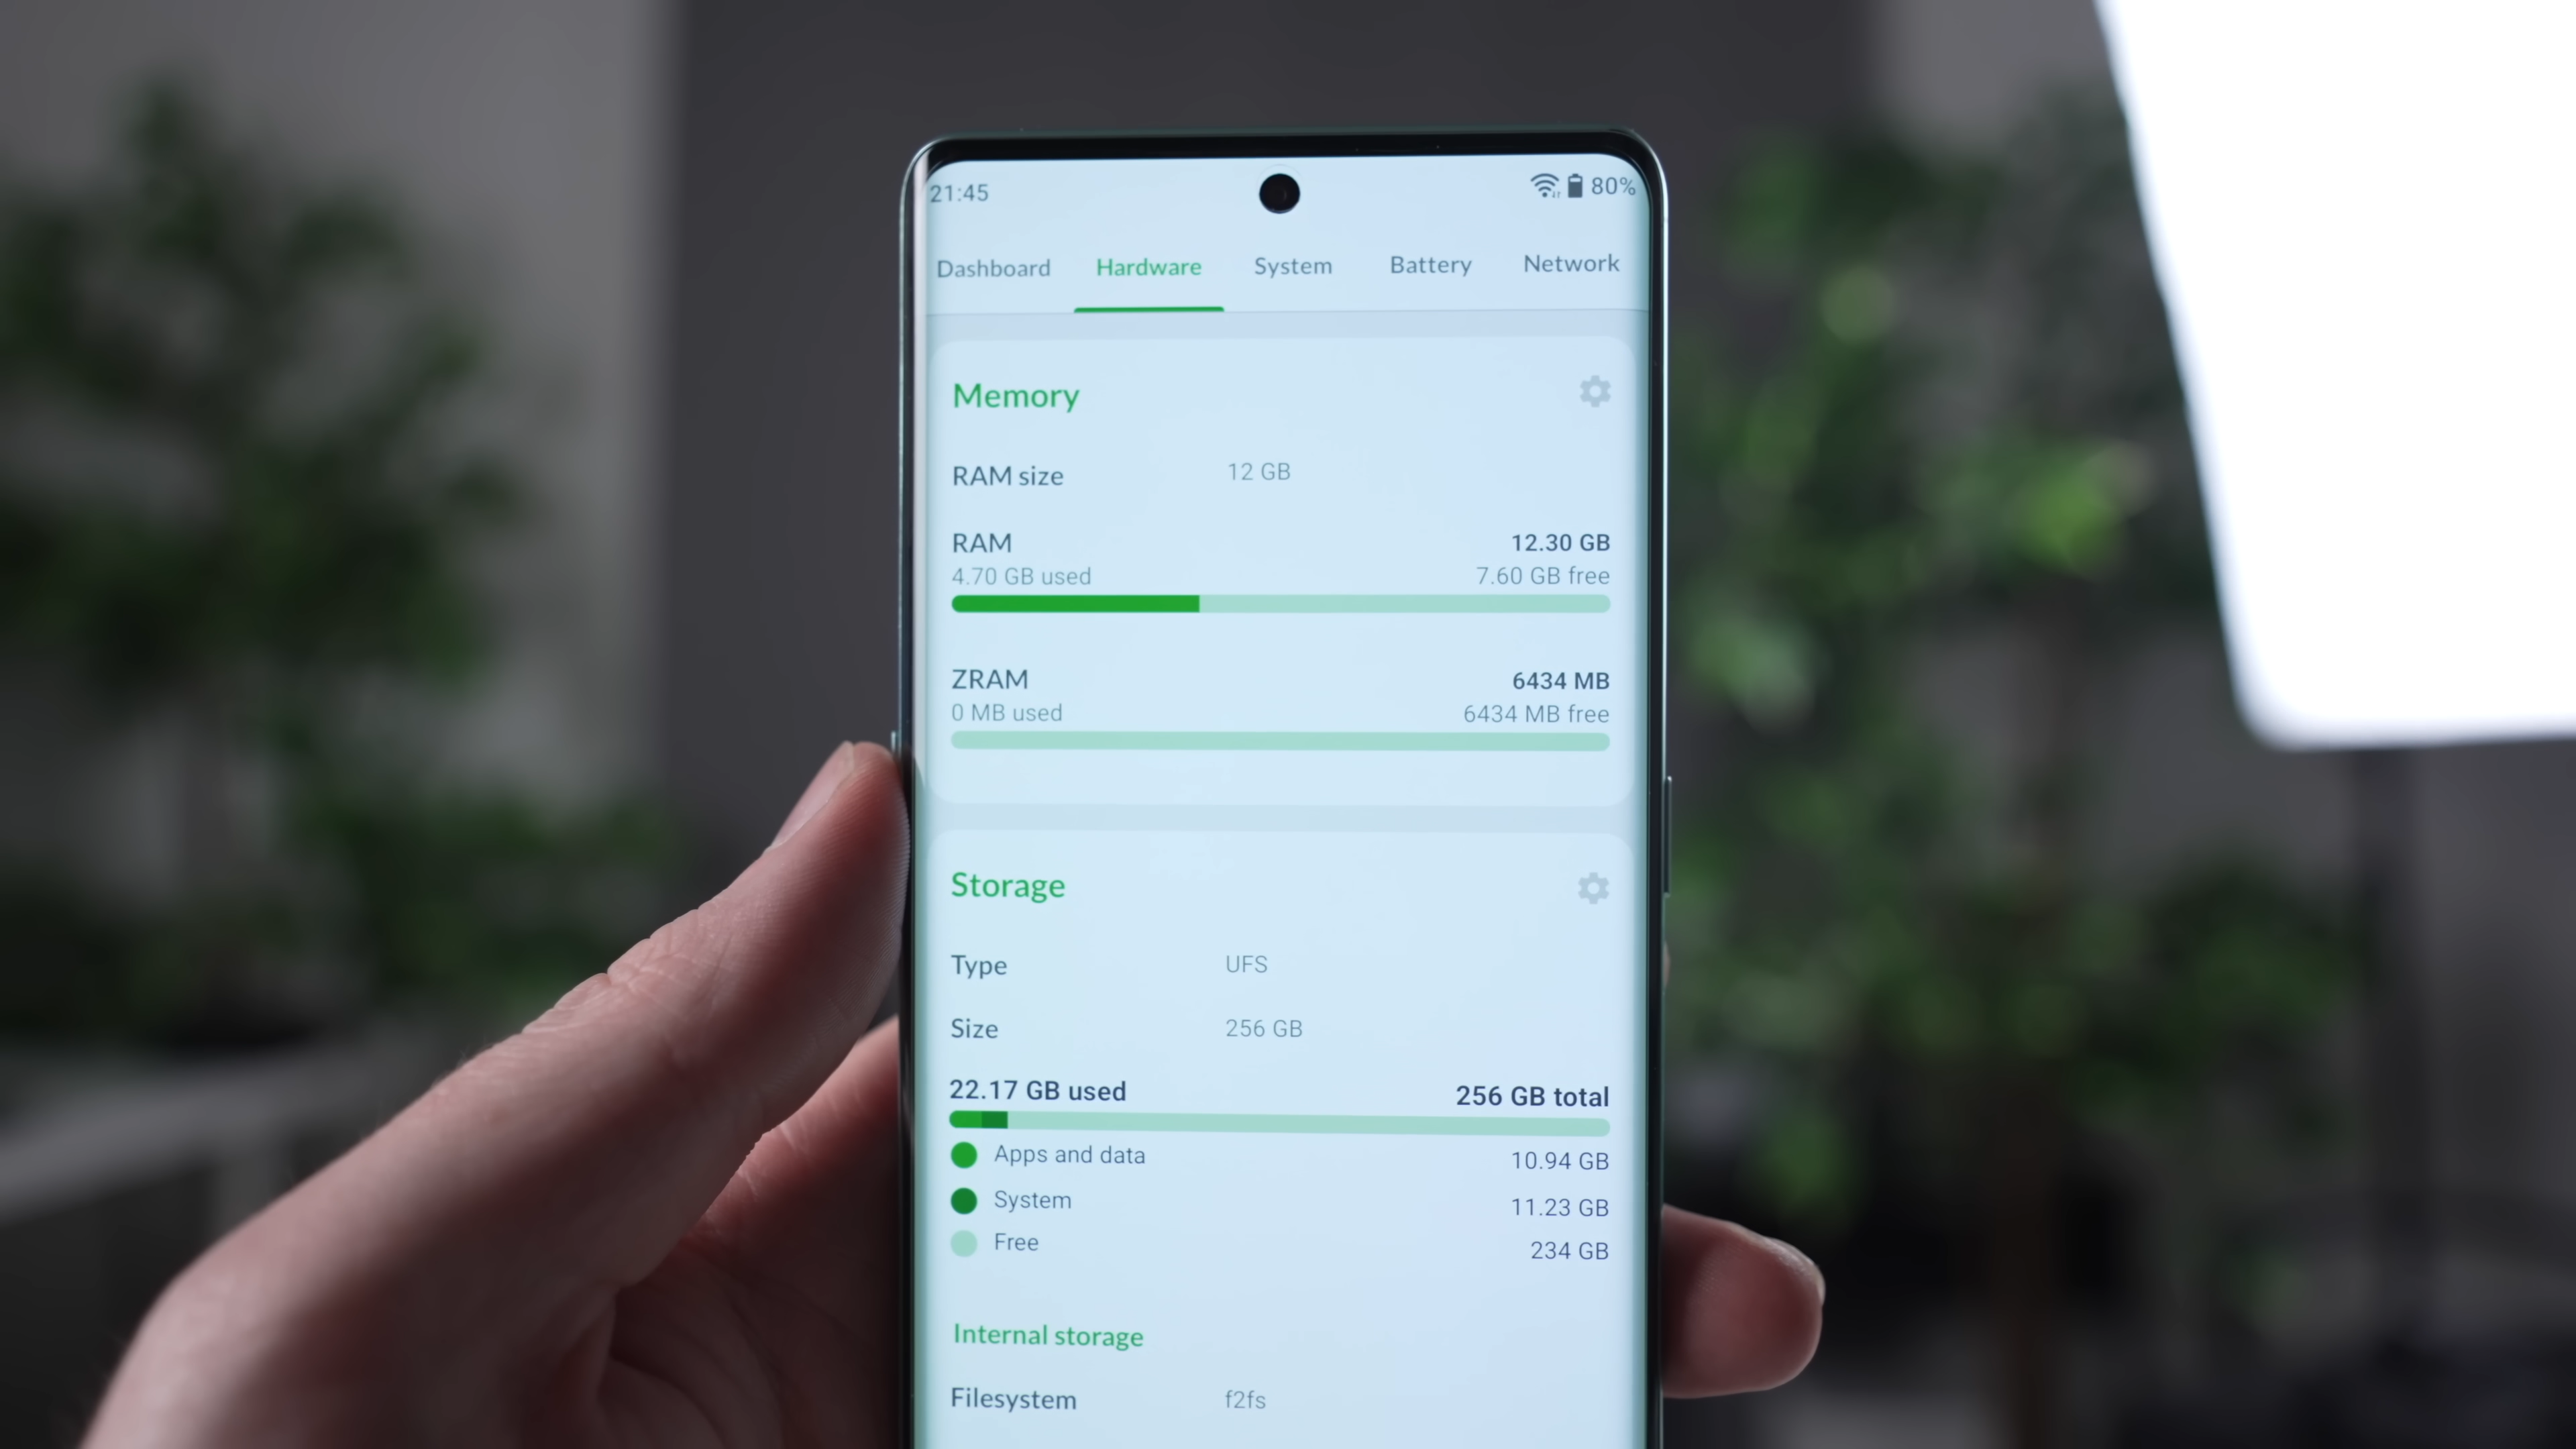 21:45 80%
Dashboard Hardware System Battery Network
Memory
RAM size 12 GB
RAM 12.30 GB
4.70 GB used 7.60 GB free
ZRAM 6434 MB
0 MB used 6434 MB free
Storage
Type UFS
Size 256 GB
22.17 GB used 256 GB total
Apps and data 10.94 GB
System 11.23 GB
Free 234 GB
Internal storage
Filesystem f2fs